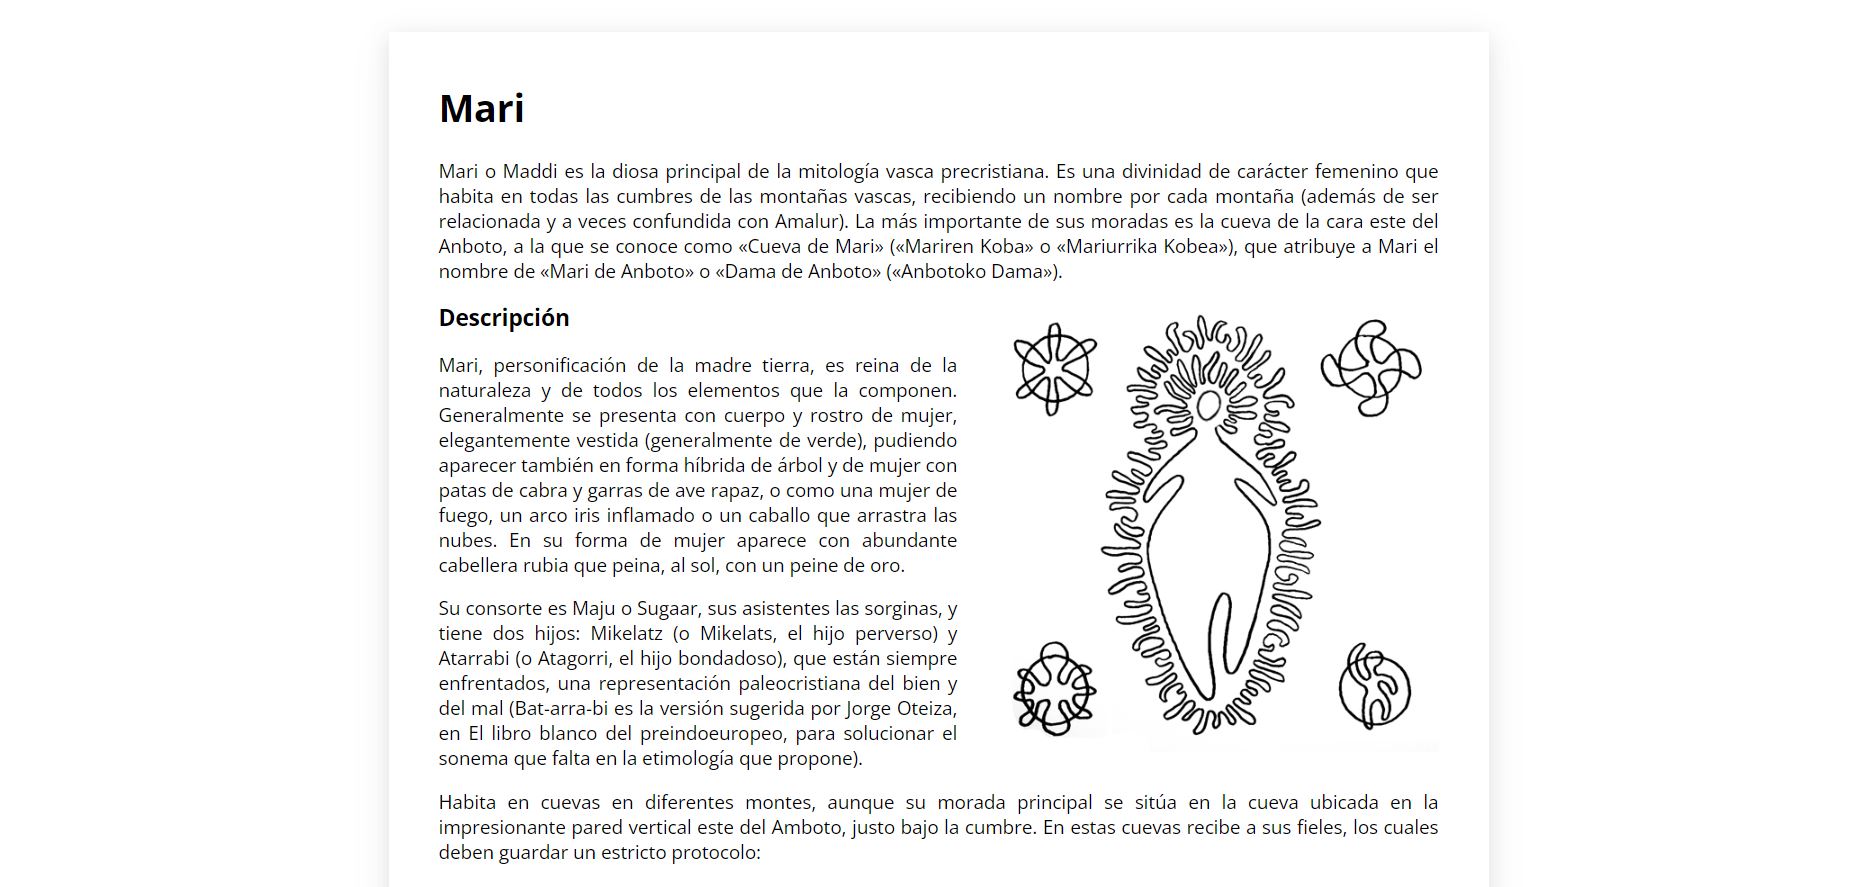 Mari
Mari o Maddi es la diosa principal de la mitología vasca precristiana. Es una divinidad de carácter femenino que
habita en todas las cumbres de las montañas vascas, recibiendo un nombre por cada montaña (además de ser
relacionada y a veces confundida con Amalur). La más importante de sus moradas es la cueva de la cara este del
Anboto, a la que se conoce como «Cueva de Mari» («Mariren Koba» o «Mariurrika Kobea»), que atribuye a Mari el
nombre de «Mari de Anboto» o «Dama de Anboto» («Anbotoko Dama»).
Descripción
Mari, personificación de la madre tierra, es reina de la
naturaleza y de todos los elementos que la componen.
Generalmente se presenta con cuerpo y rostro de mujer,
elegantemente vestida (generalmente de verde), pudiendo
aparecer también en forma híbrida de árbol y de mujer con
patas de cabra y garras de ave rapaz, o como una mujer de
fuego, un arco iris inflamado o un caballo que arrastra las
nubes. En su forma de mujer aparece con abundante
cabellera rubia que peina, al sol, con un peine de oro.
Su consorte es Maju o Sugaar, sus asistentes las sorginas, y
tiene dos hijos: Mikelatz (o Mikelats, el hijo perverso) y
Atarrabi (o Atagorri, el hijo bondadoso), que están siempre
enfrentados, una representación paleocristiana del bien y
del mal (Bat-arra-bi es la versión sugerida por Jorge Oteiza,
en El libro blanco del preindoeuropeo, para solucionar el
sonema que falta en la etimología que propone).
Habita en cuevas en diferentes montes, aunque su morada principal se sitúa en la cueva ubicada en la
impresionante pared vertical este del Amboto, justo bajo la cumbre. En estas cuevas recibe a sus fieles, los cuales
deben guardar un estricto protocolo: